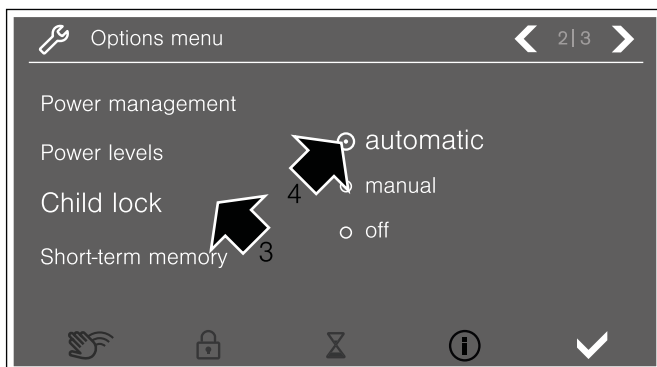 Options menu
2|3
Power management
Power levels
Child lock
Short-term memory
automatic
manual
off
4
3